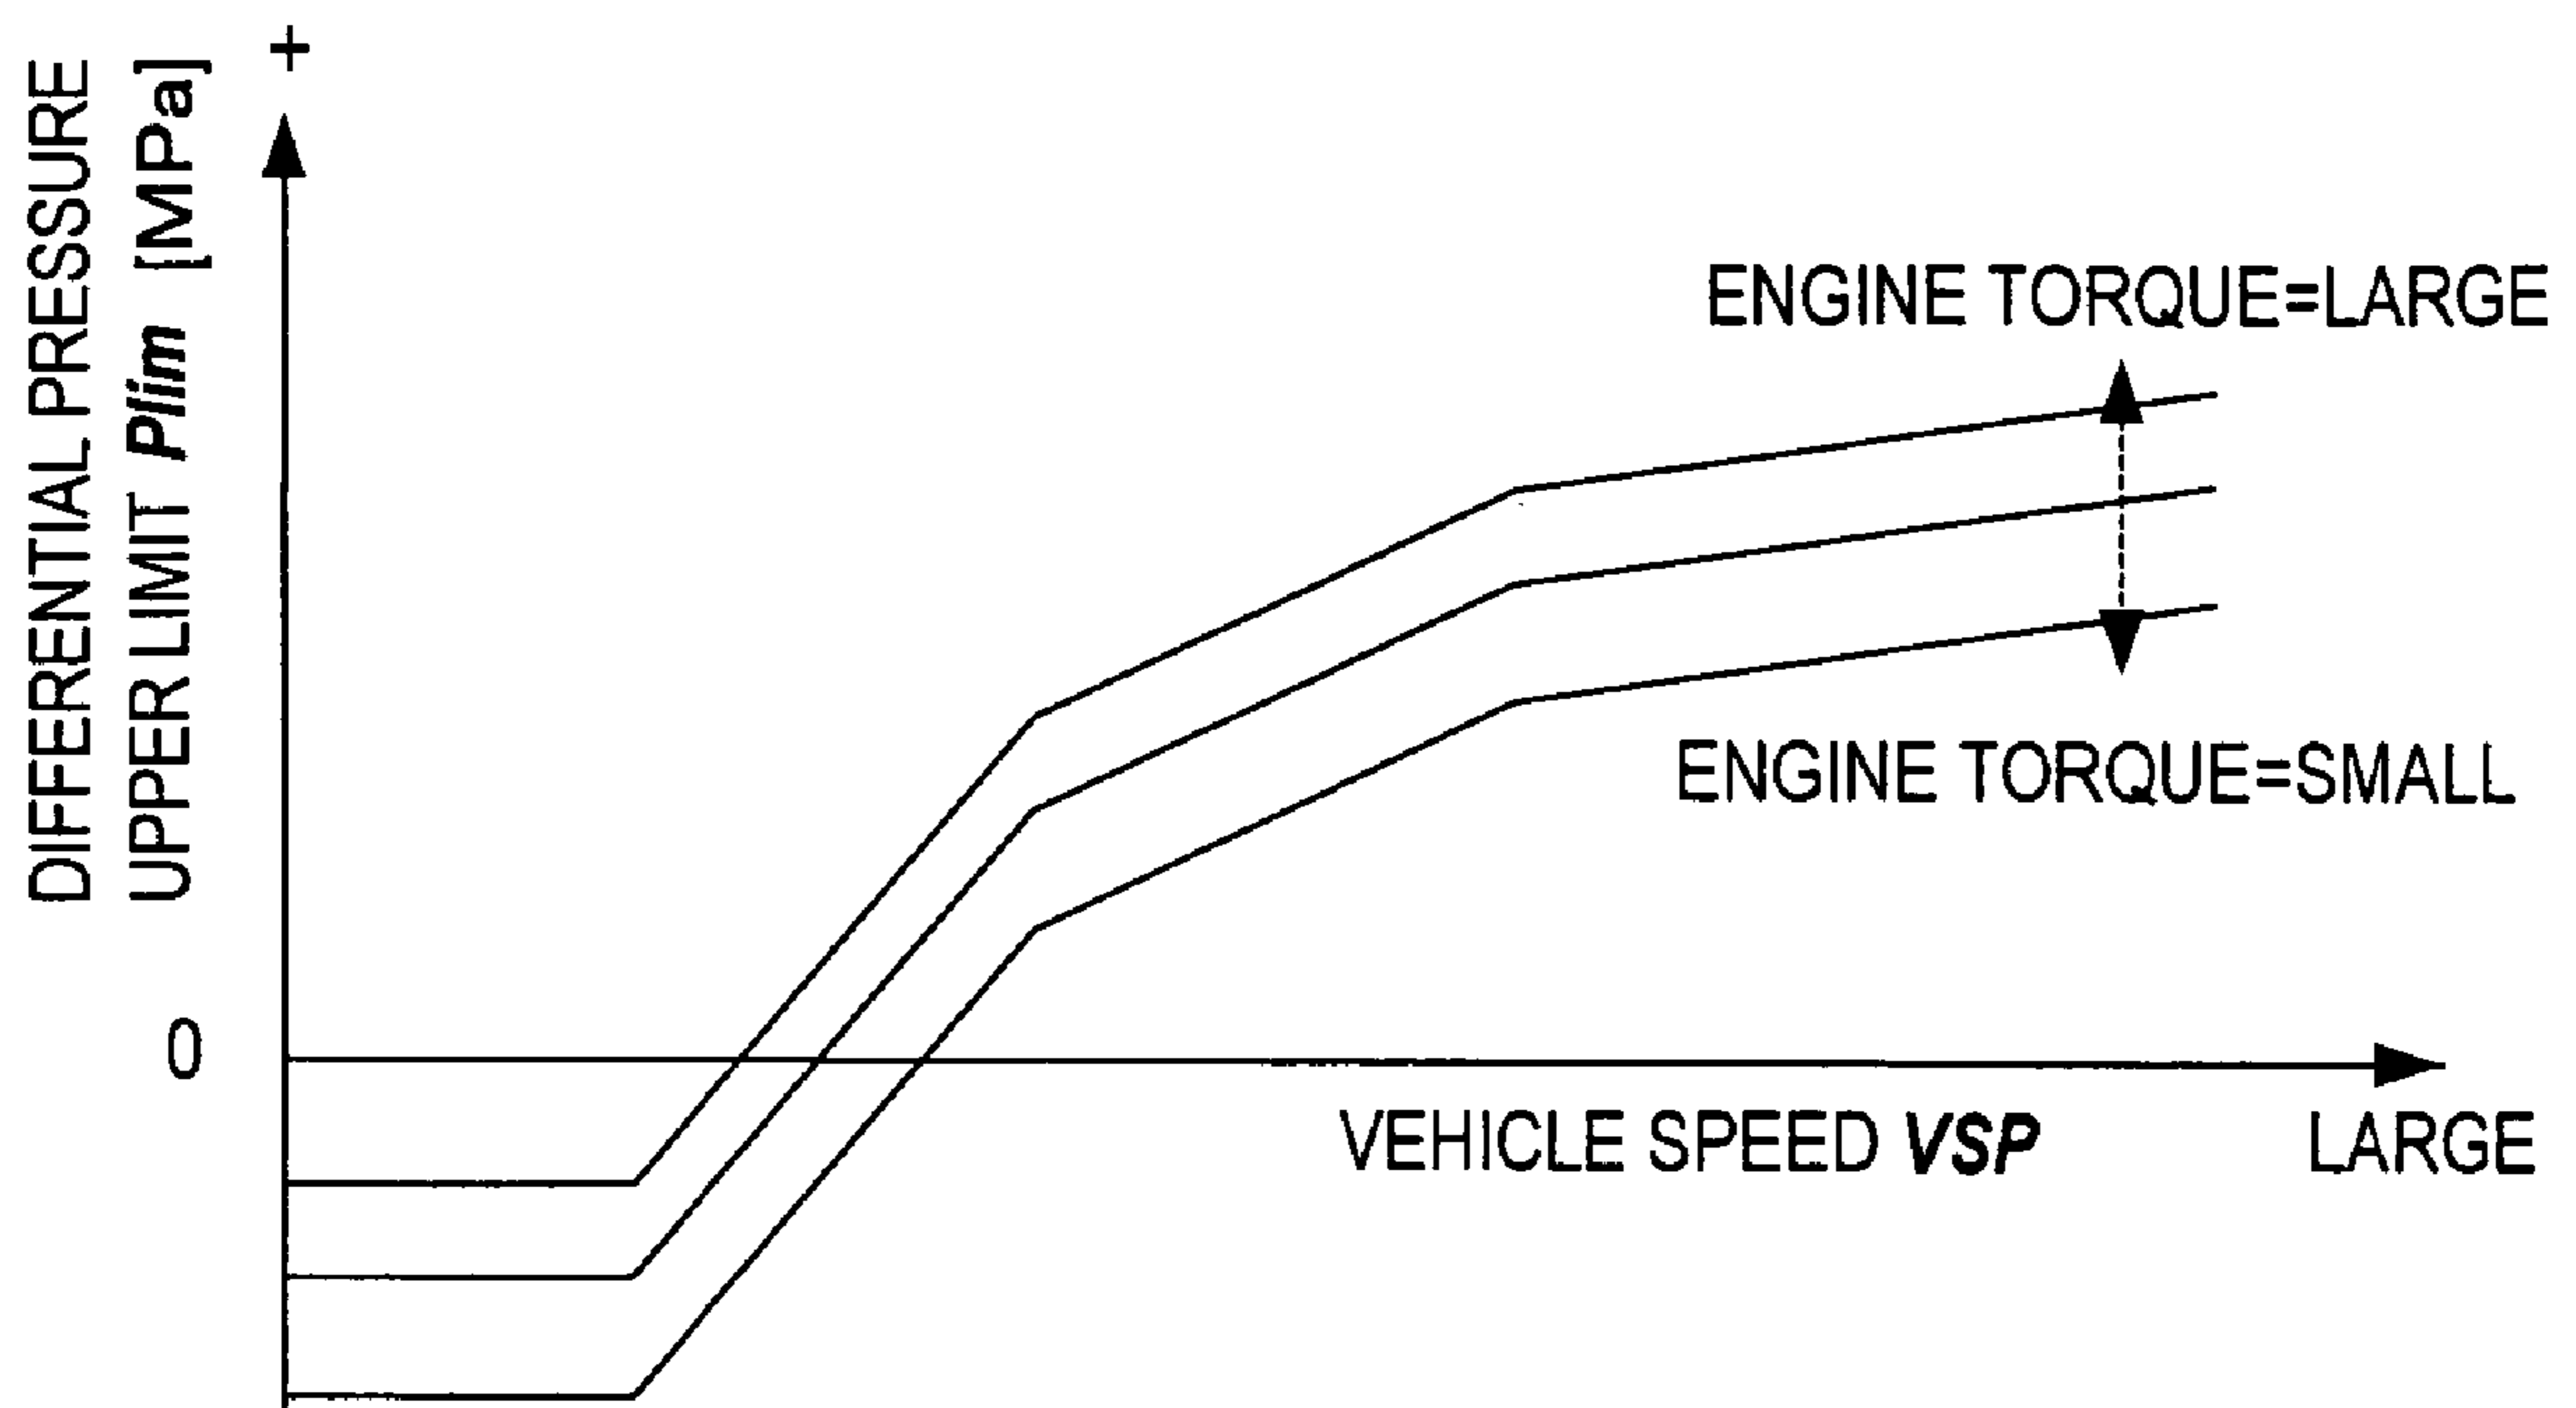 DIFFERENTIAL PRESSURE
UPPER LIMIT Plim [MPa]
+
ENGINE TORQUE=LARGE
ENGINE TORQUE=SMALL
0
VEHICLE SPEED VSP
LARGE